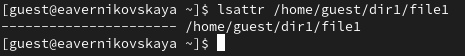 [guest@eavernikovskaya ~]$ lsattr /home/guest/dir1/file1
---------------------- /home/guest/dir1/file1
[guest@eavernikovskaya ~]$